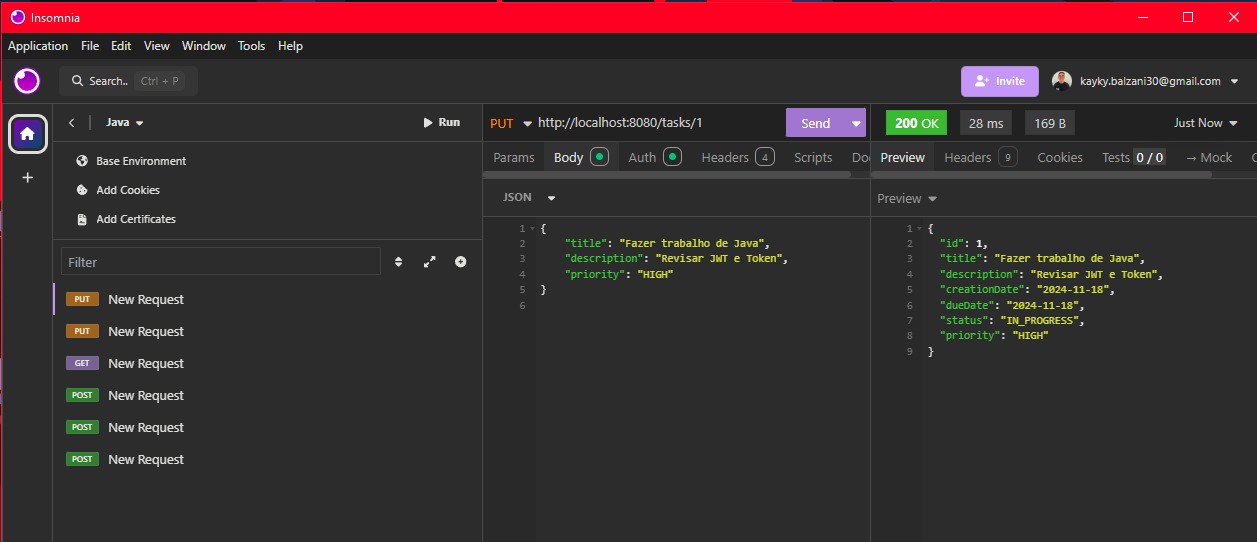 Insomnia
Application File Edit View Window Tools Help
Search.. Ctrl + P
Invite
kayky.balzani30@gmail.com
Java
Run
Base Environment
Add Cookies
Add Certificates
Filter
PUT New Request
PUT New Request
GET New Request
POST New Request
POST New Request
POST New Request
PUT http://localhost:8080/tasks/1 Send
Params Body Auth Headers 4 Scripts Do
JSON
1 {
2 "title": "Fazer trabalho de Java",
3 "description": "Revisar JWT e Token",
4 "priority": "HIGH"
5 }
6
200 OK 28 ms 169 B Just Now
Preview Headers 9 Cookies Tests 0 / 0 → Mock
Preview
1 {
2 "id": 1,
3 "title": "Fazer trabalho de Java",
4 "description": "Revisar JWT e Token",
5 "creationDate": "2024-11-18",
6 "dueDate": "2024-11-18",
7 "status": "IN_PROGRESS",
8 "priority": "HIGH"
9 }